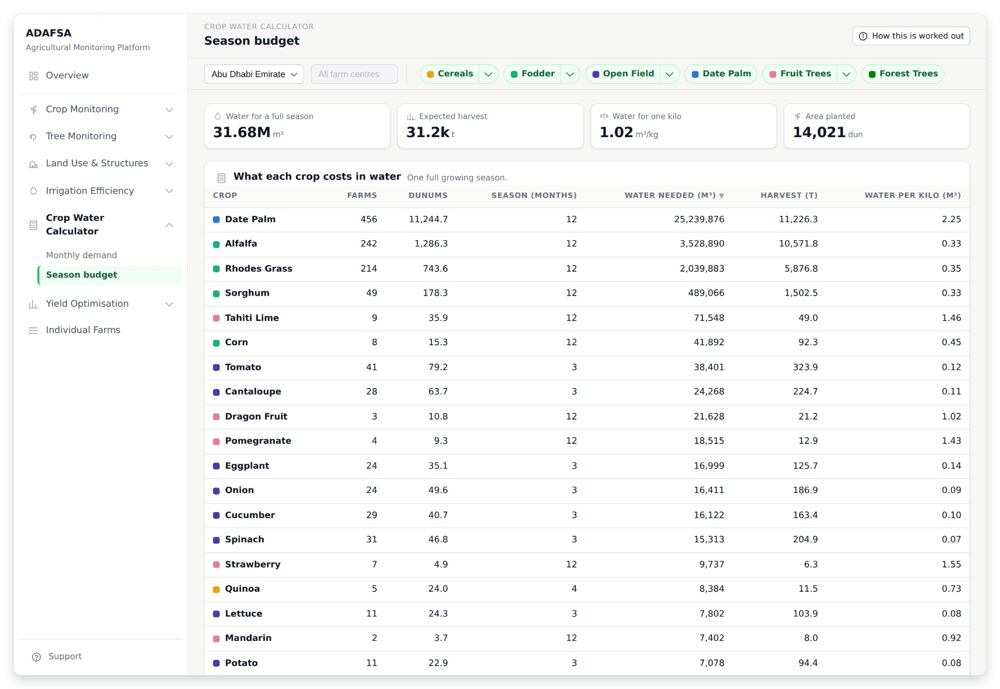 ADAFSA
Agricultural Monitoring Platform
Overview
Crop Monitoring
Tree Monitoring
Land Use & Structures
Irrigation Efficiency
Crop Water
Calculator
Monthly demand
Season budget
Yield Optimisation
Individual Farms
Support
CROP WATER CALCULATOR
Season budget
How this is worked out
Abu Dhabi Emirate
All farm centres
Cereals
Fodder
Open Field
Date Palm
Fruit Trees
Forest Trees
Water for a full season
31.68M m³
Expected harvest
31.2k t
Water for one kilo
1.02 m³/kg
Area planted
14,021 dun
What each crop costs in water One full growing season.
CROP FARMS DUNUMS SEASON (MONTHS) WATER NEEDED (M³) ▼ HARVEST (T) WATER PER KILO (M³)
Date Palm 456 11,244.7 12 25,239,876 11,226.3 2.25
Alfalfa 242 1,286.3 12 3,528,890 10,571.8 0.33
Rhodes Grass 214 743.6 12 2,039,883 5,876.8 0.35
Sorghum 49 178.3 12 489,066 1,502.5 0.33
Tahiti Lime 9 35.9 12 71,548 49.0 1.46
Corn 8 15.3 12 41,892 92.3 0.45
Tomato 41 79.2 3 38,401 323.9 0.12
Cantaloupe 28 63.7 3 24,268 224.7 0.11
Dragon Fruit 3 10.8 12 21,628 21.2 1.02
Pomegranate 4 9.3 12 18,515 12.9 1.43
Eggplant 24 35.1 3 16,999 125.7 0.14
Onion 24 49.6 3 16,411 186.9 0.09
Cucumber 29 40.7 3 16,122 163.4 0.10
Spinach 31 46.8 3 15,313 204.9 0.07
Strawberry 7 4.9 12 9,737 6.3 1.55
Quinoa 5 24.0 4 8,384 11.5 0.73
Lettuce 11 24.3 3 7,802 103.9 0.08
Mandarin 2 3.7 12 7,402 8.0 0.92
Potato 11 22.9 3 7,078 94.4 0.08